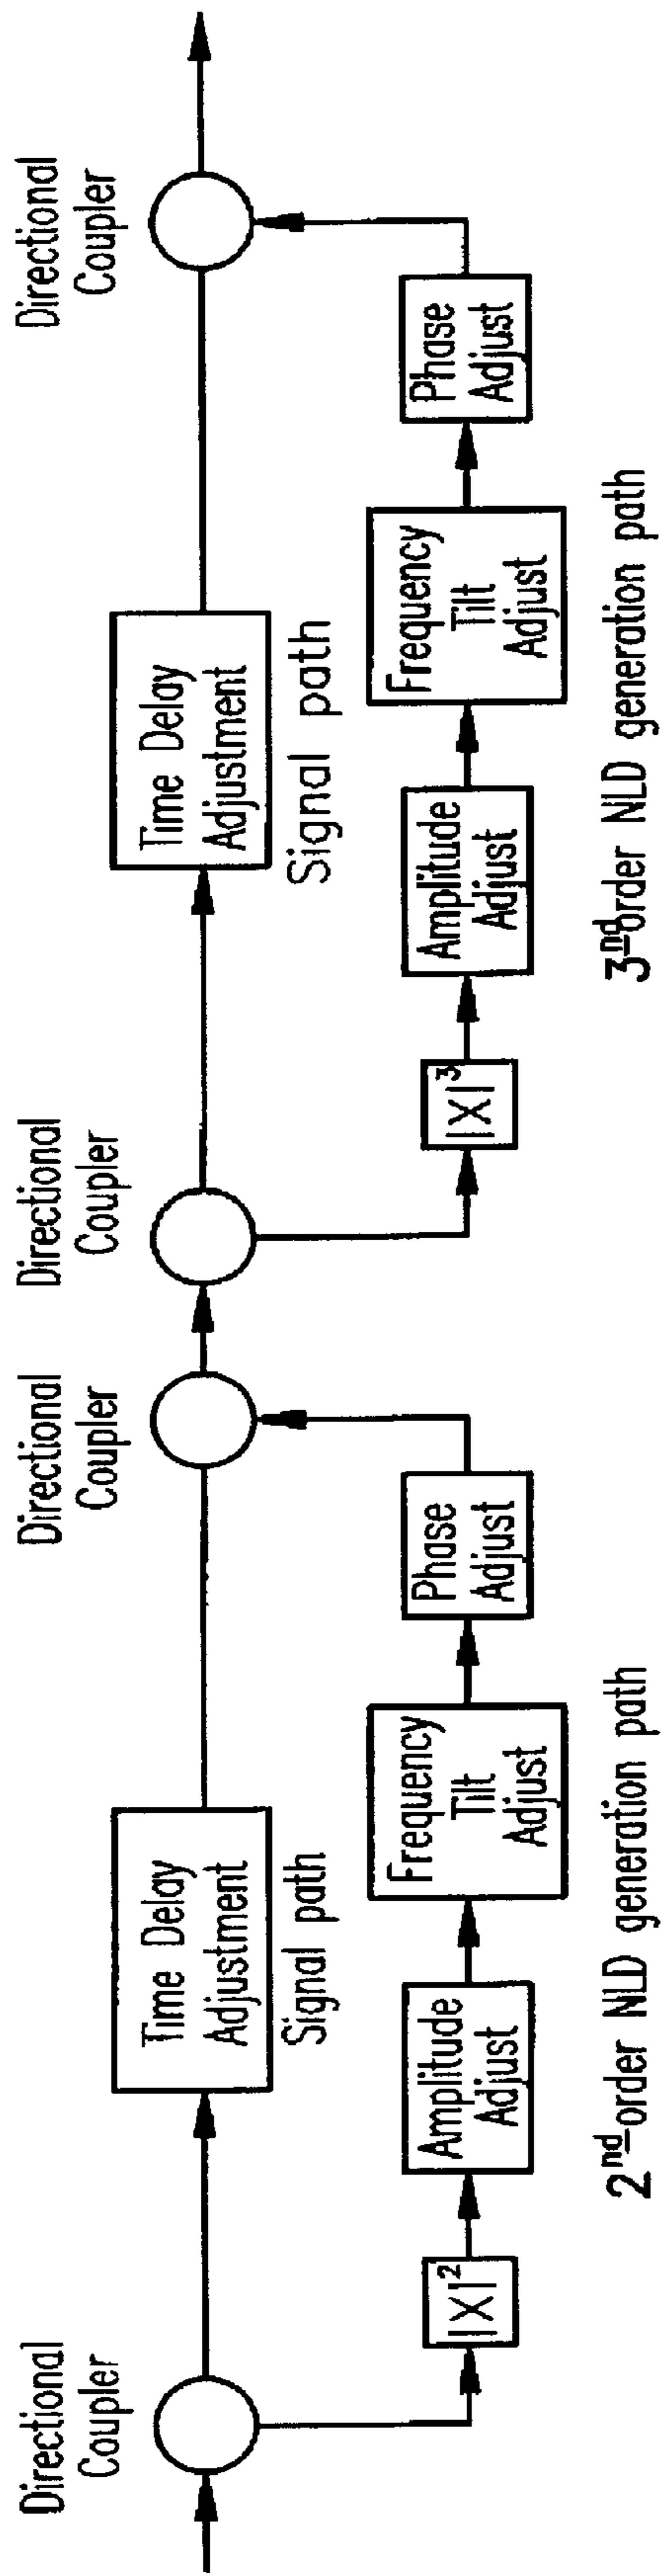 Directional
Coupler
Time Delay
Adjustment
Signal path
|X|²
Amplitude
Adjust
Frequency
Tilt
Adjust
Phase
Adjust
2nd order NLD generation path
Directional
Coupler
Directional
Coupler
Time Delay
Adjustment
Signal path
|X|³
Amplitude
Adjust
Frequency
Tilt
Adjust
Phase
Adjust
3nd order NLD generation path
Directional
Coupler